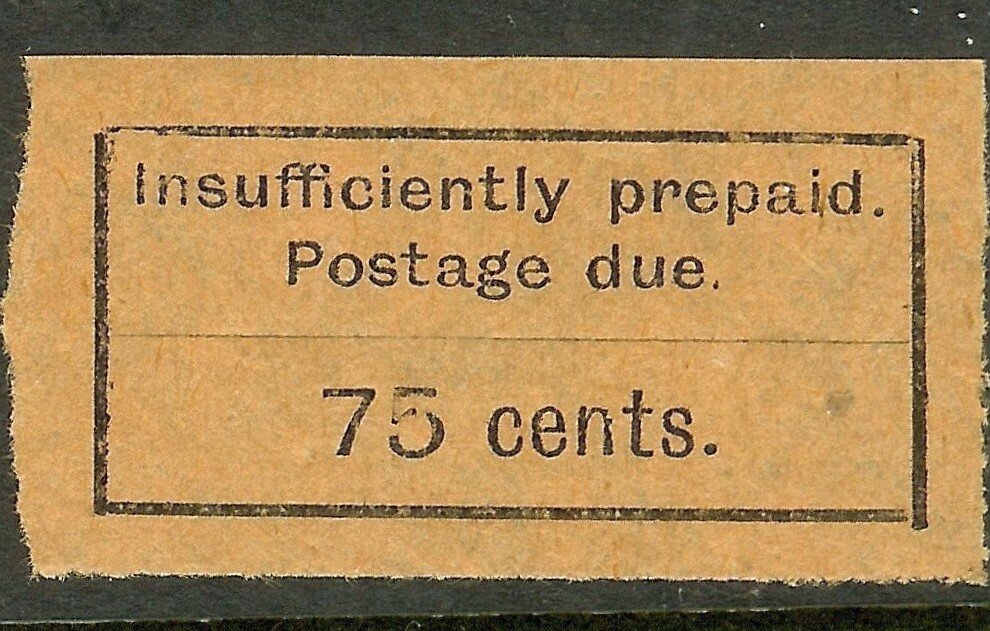 Insufficiently prepaid.
Postage due.
75 cents.